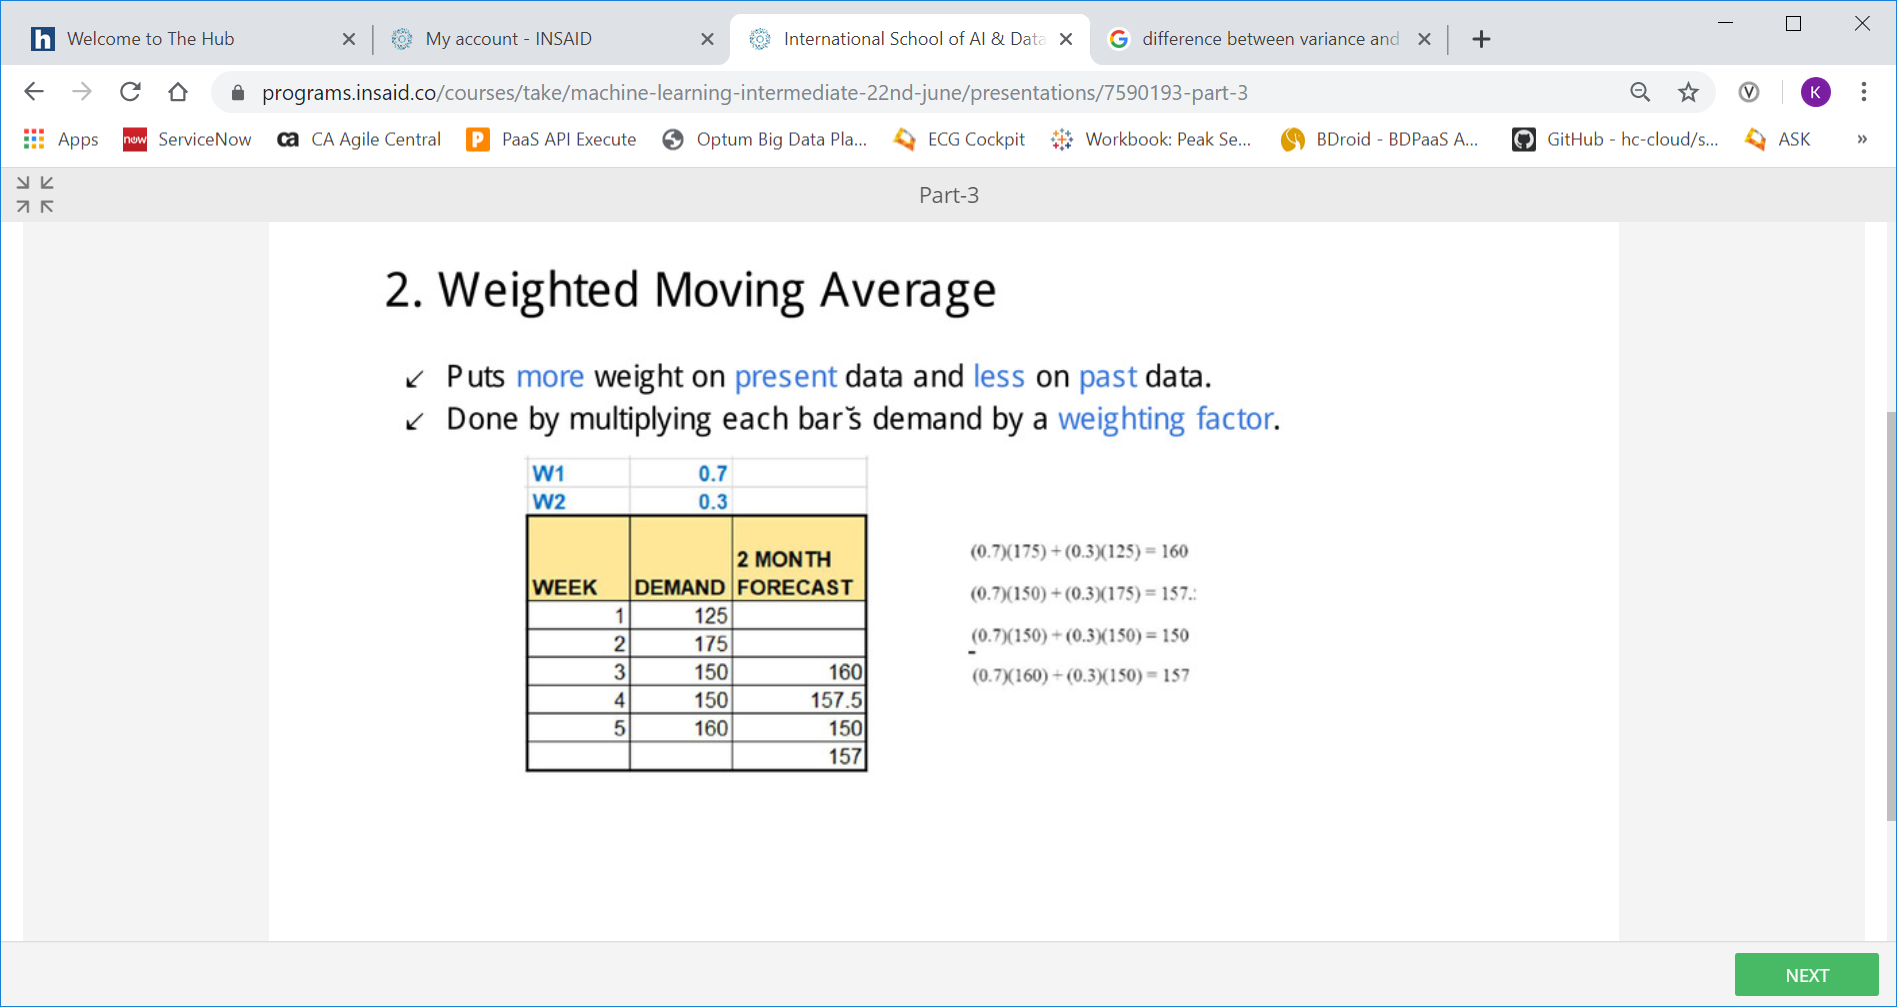 Welcome to The Hub
My account - INSAID
International School of AI & Data
difference between variance and
programs.insaid.co/courses/take/machine-learning-intermediate-22nd-june/presentations/7590193-part-3
K
Apps
now ServiceNow
ca CA Agile Central
P PaaS API Execute
Optum Big Data Pla...
ECG Cockpit
Workbook: Peak Se...
BDroid - BDPaaS A...
GitHub - hc-cloud/s...
ASK
»
Part-3
2. Weighted Moving Average
Puts more weight on present data and less on past data.
Done by multiplying each bar's demand by a weighting factor.
W1 0.7
W2 0.3
WEEK DEMAND 2 MONTH FORECAST
1 125
2 175
3 150 160
4 150 157.5
5 160 150
157
(0.7)(175) + (0.3)(125) = 160
(0.7)(150) + (0.3)(175) = 157.:
(0.7)(150) + (0.3)(150) = 150
(0.7)(160) + (0.3)(150) = 157
NEXT